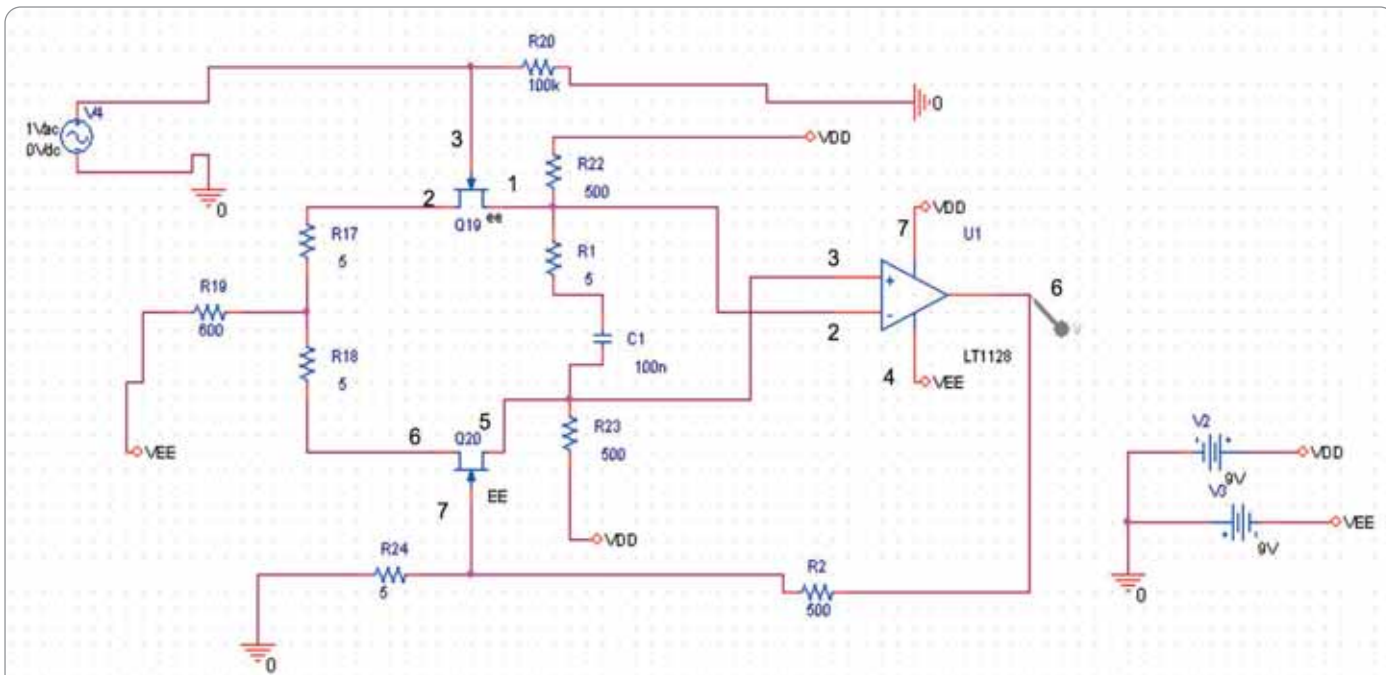 R20
100k
0
V4
1Vac
0Vdc
0
3
VDD
R22
500
1
2
Q19
ee
R17
5
R1
5
7
VDD
U1
3
6
V
R19
600
C1
100n
2
LT1128
R18
5
4
VEE
5
6
Q20
R23
500
VEE
EE
7
V2
VDD
9V
V3
VEE
9V
VDD
R24
5
R2
500
0
0